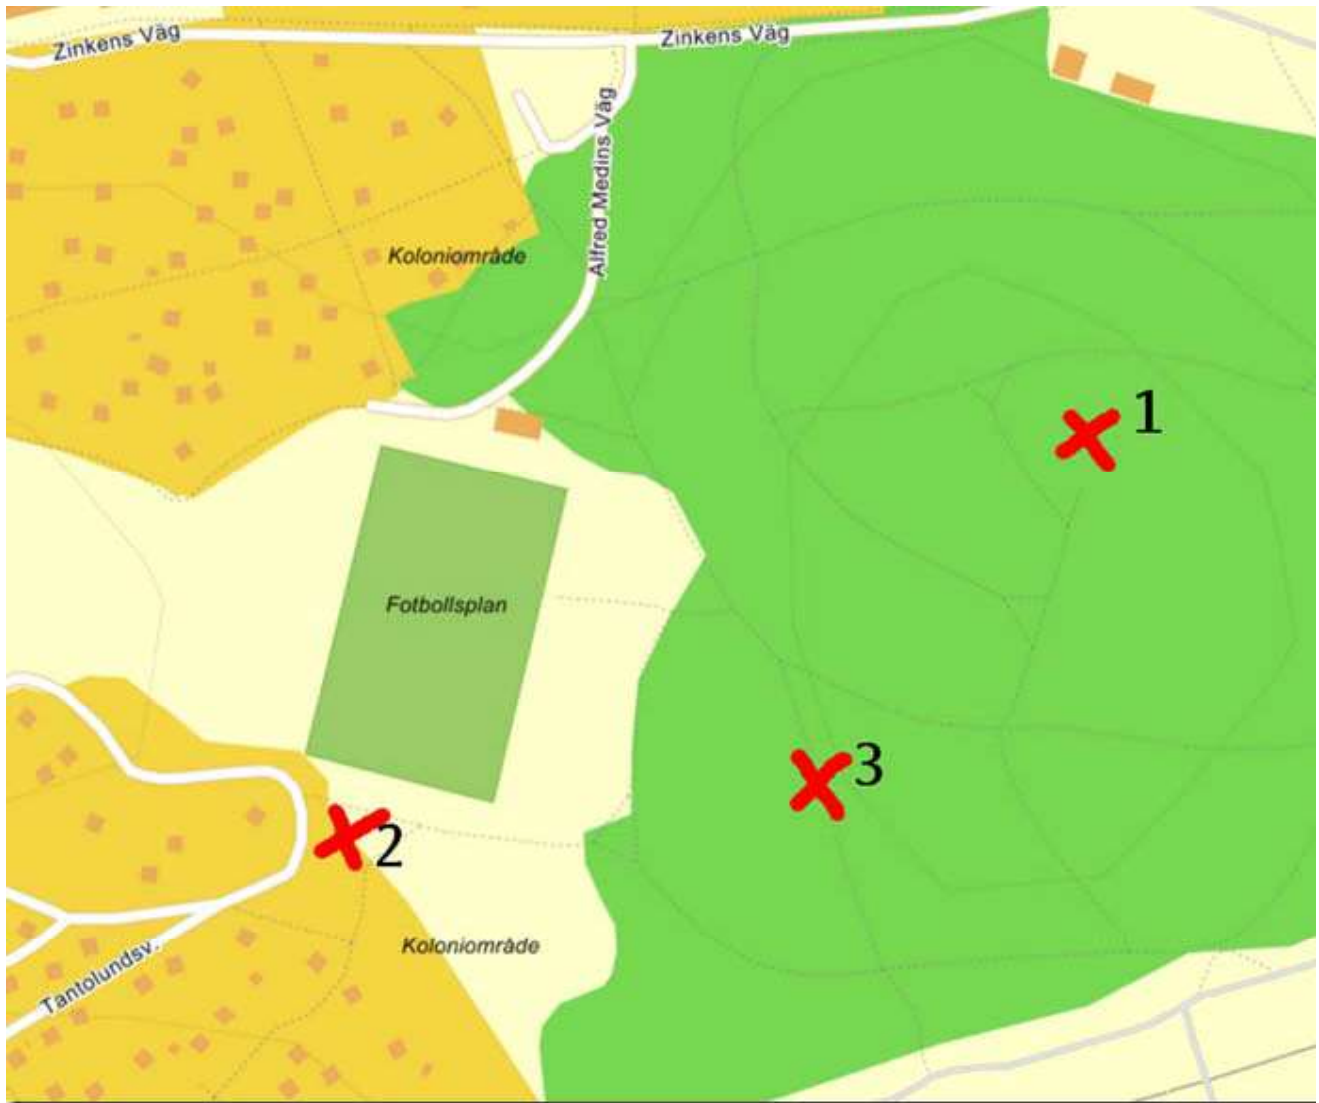 Zinkens Väg
Zinkens Väg
Alfred Medins Väg
Koloniområde
1
Fotbollsplan
3
2
Koloniområde
Tantolundsv.